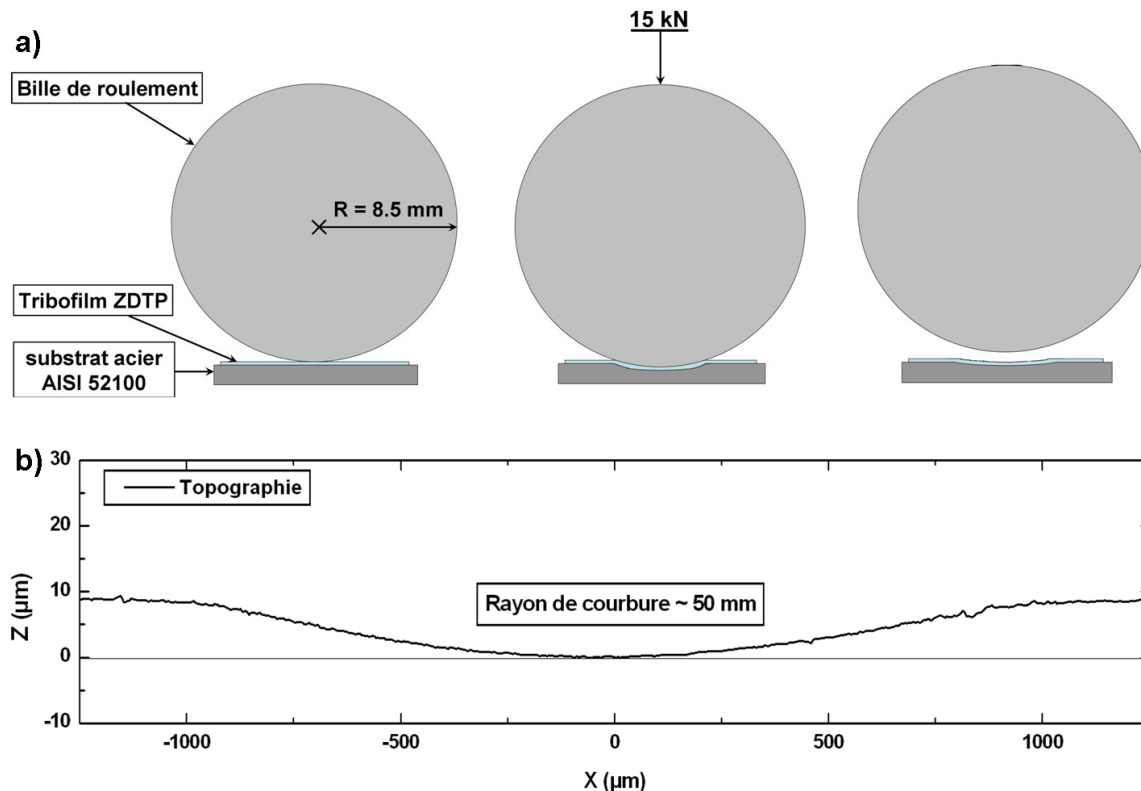 a)
15 kN
Bille de roulement
R = 8.5 mm
Tribofilm ZDTP
substrat acier
AISI 52100
b)
30
20
10
0
-10
Z (µm)
Topographie
Rayon de courbure ~ 50 mm
-1000
-500
0
500
1000
X (µm)